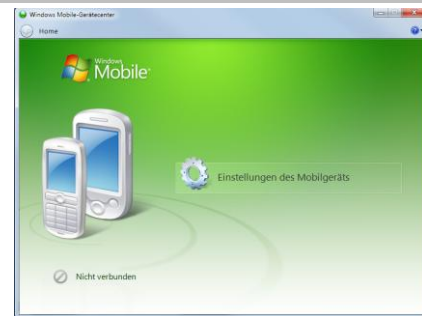 Windows Mobile-Gerätecenter
Home
Windows
Mobile
Einstellungen des Mobilgeräts
Nicht verbunden